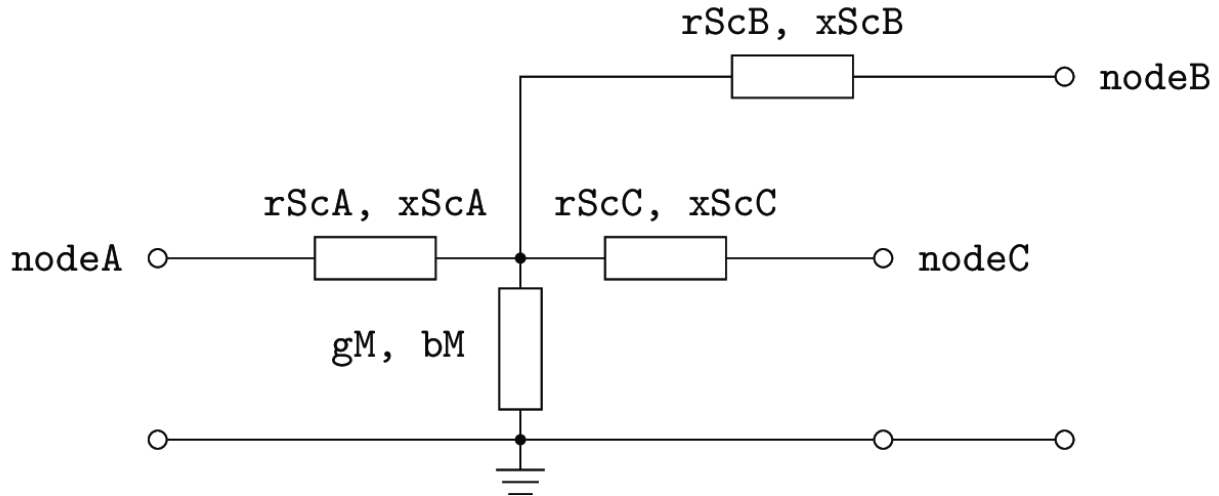 rScB, xScB
nodeB
rScA, xScA
rScC, xScC
nodeA
nodeC
gM, bM